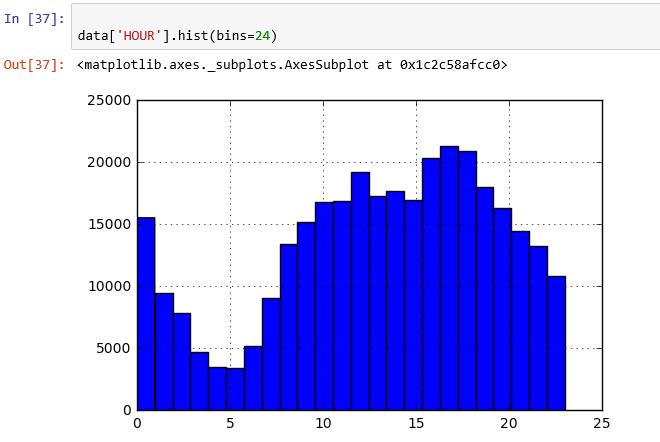 In [37]:
data['HOUR'].hist(bins=24)
Out[37]: <matplotlib.axes._subplots.AxesSubplot at 0x1c2c58afcc0>
25000
20000
15000
10000
5000
0
0 5 10 15 20 25